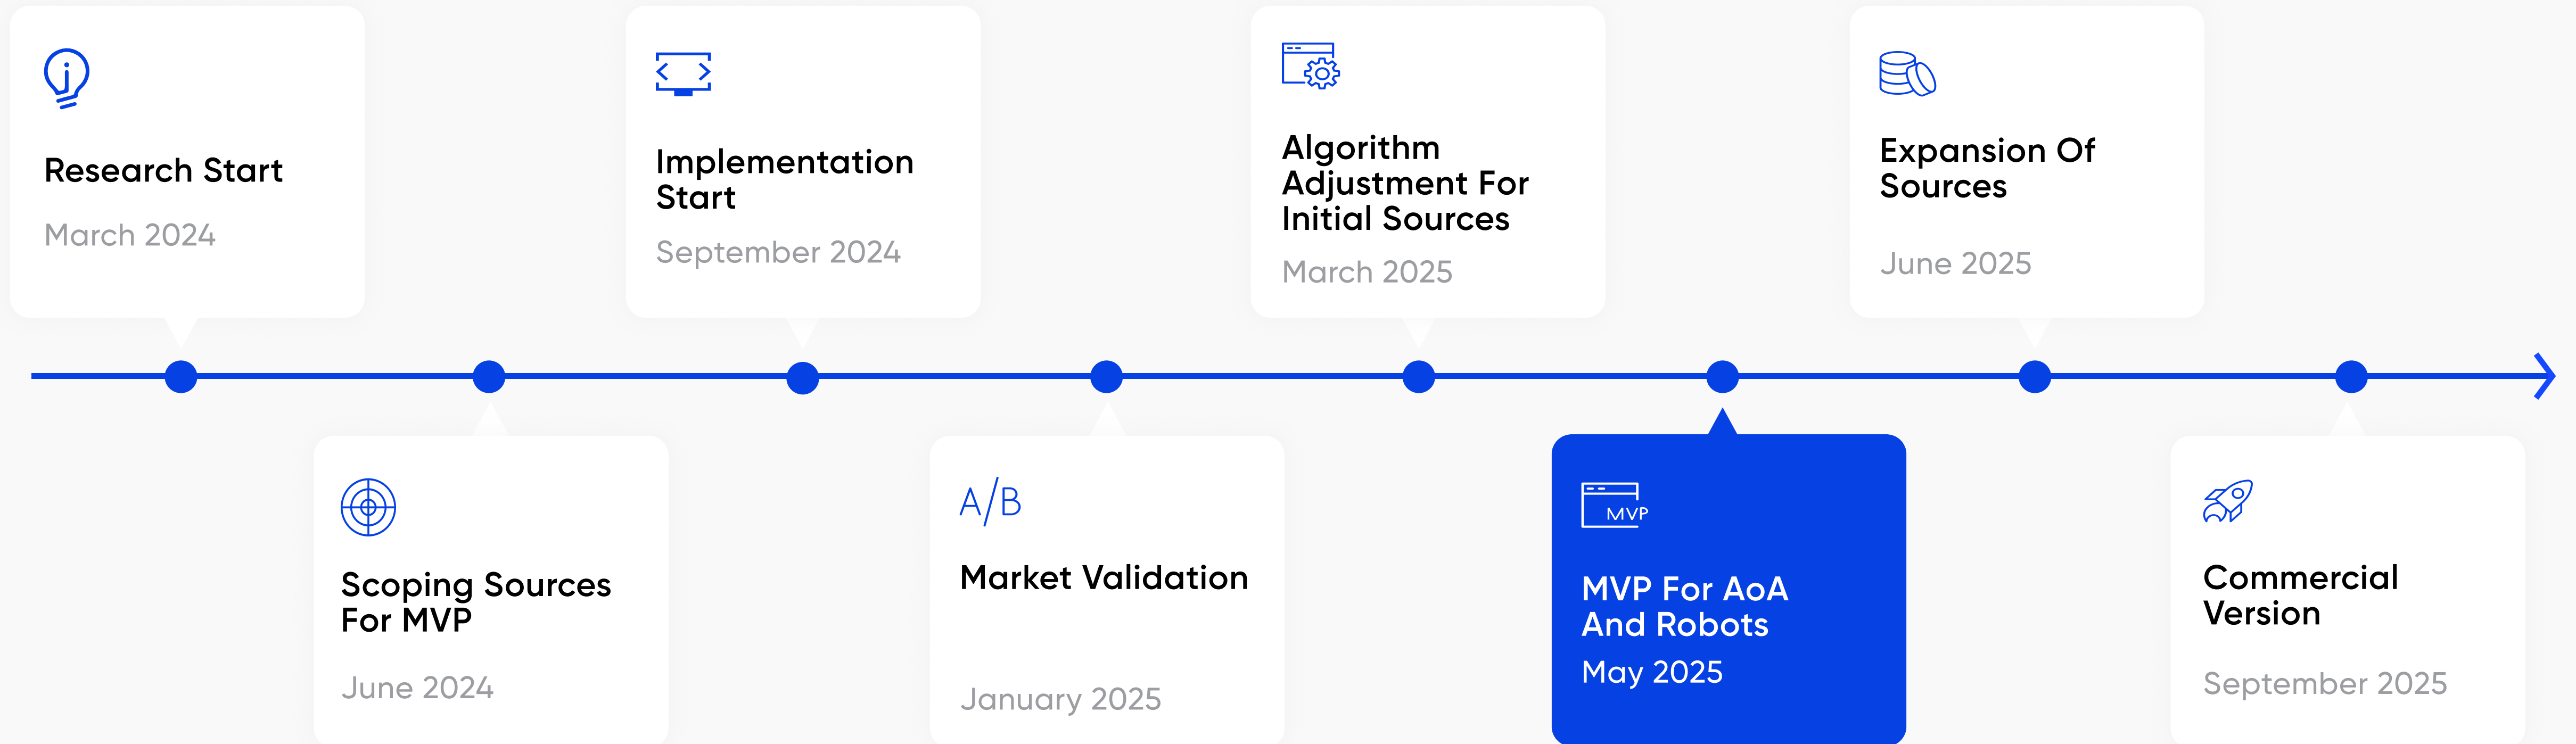 Research Start
March 2024
Scoping Sources
For MVP
June 2024
Implementation
Start
September 2024
A/B
Market Validation
January 2025
Algorithm
Adjustment For
Initial Sources
March 2025
MVP
MVP For AoA
And Robots
May 2025
Expansion Of
Sources
June 2025
Commercial
Version
September 2025